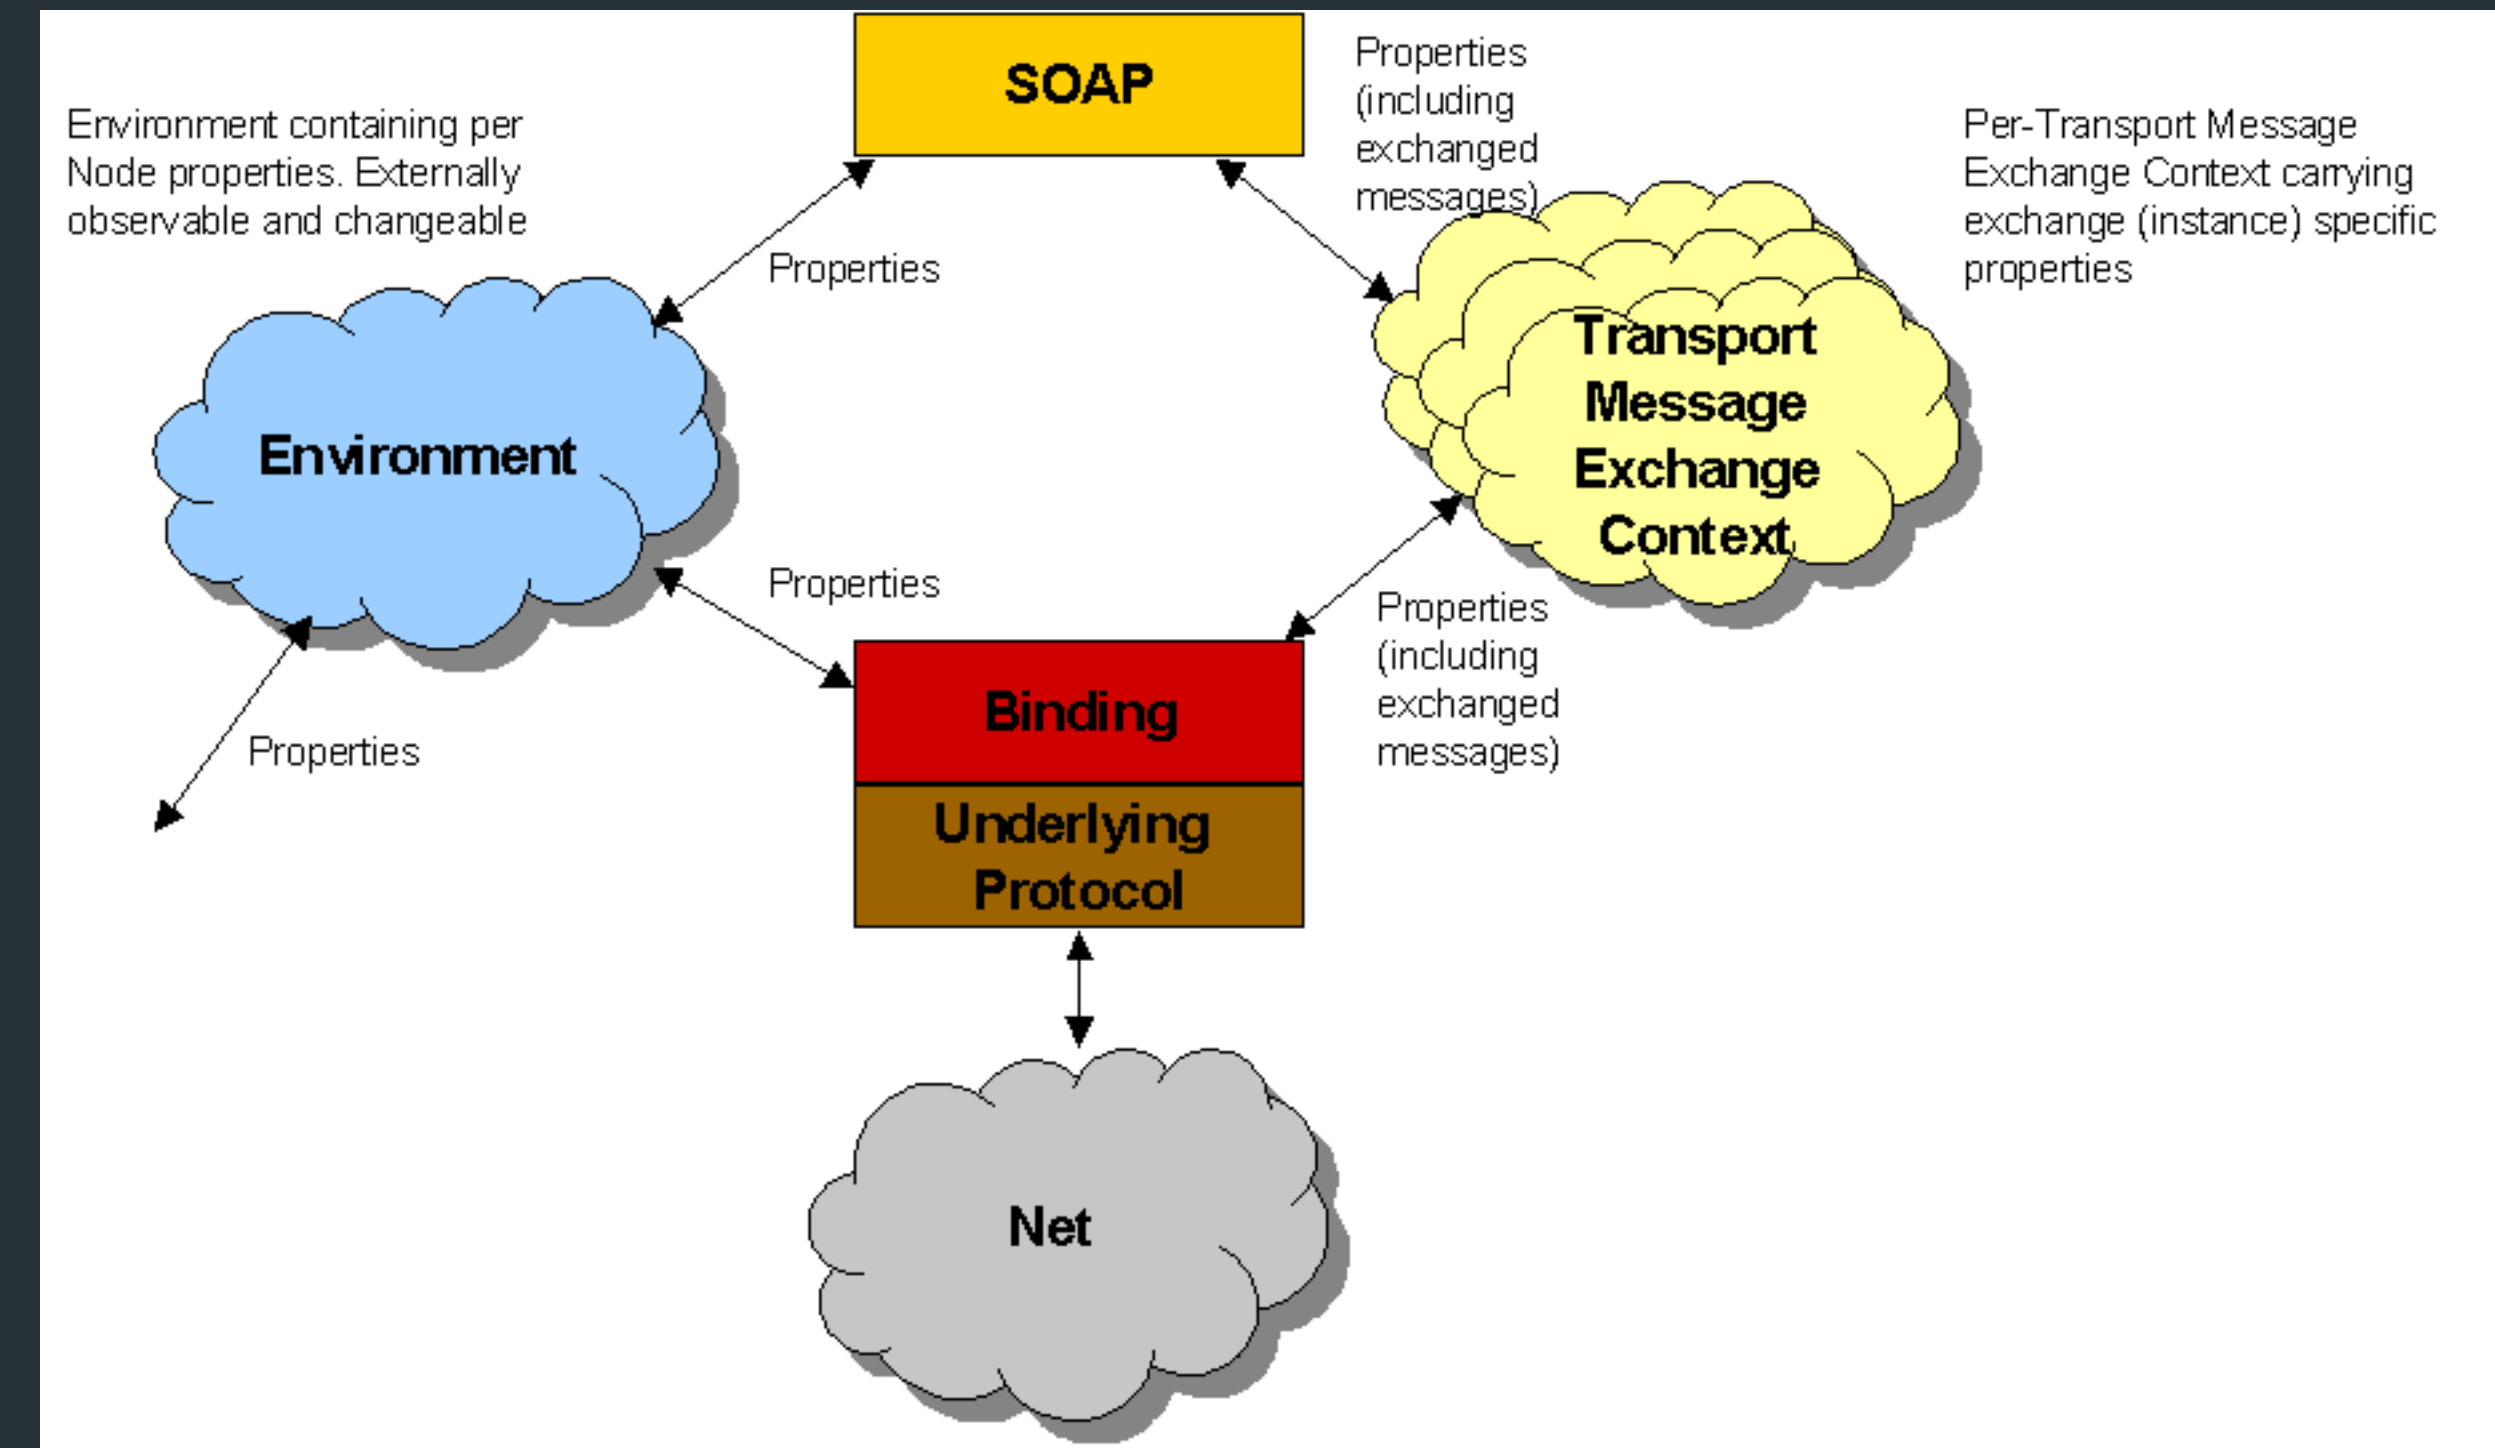 SOAP
Properties
(including
exchanged
messages)
Environment containing per
Node properties. Externally
observable and changeable
Per-Transport Message
Exchange Context carrying
exchange (instance) specific
properties
Properties
Transport
Message
Exchange
Context
Environment
Properties
Properties
(including
exchanged
messages)
Binding
Properties
Underlying
Protocol
Net